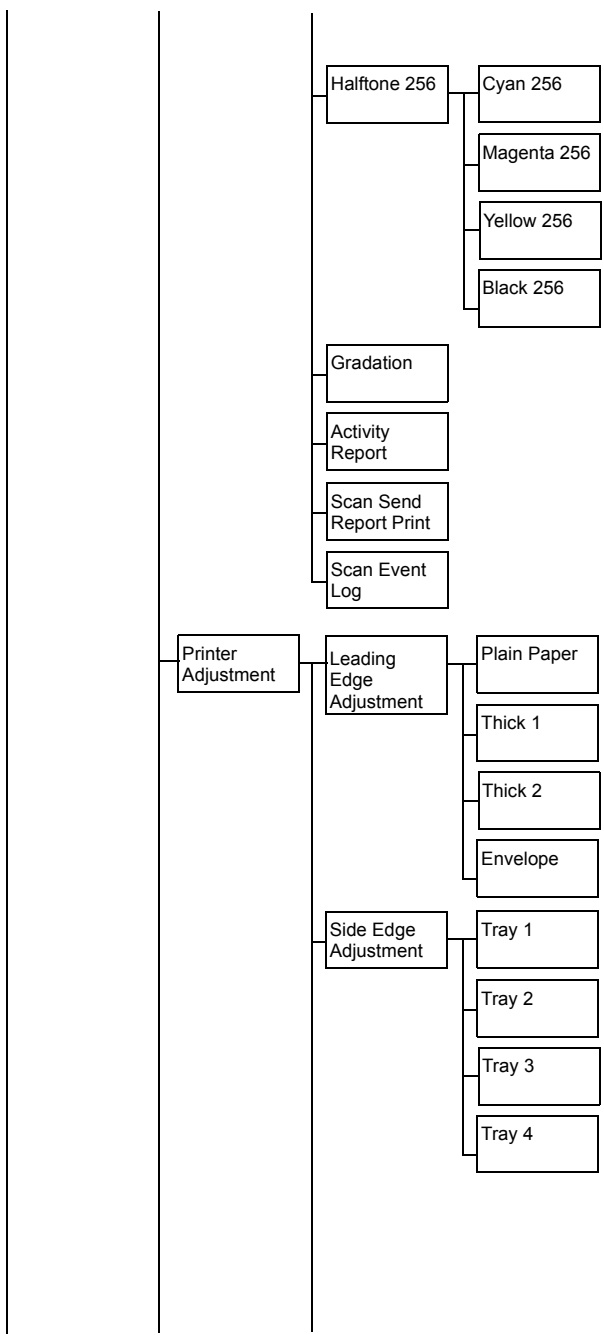 Halftone 256
Cyan 256
Magenta 256
Yellow 256
Black 256
Gradation
Activity
Report
Scan Send
Report Print
Scan Event
Log
Printer
Adjustment
Leading
Edge
Adjustment
Plain Paper
Thick 1
Thick 2
Envelope
Side Edge
Adjustment
Tray 1
Tray 2
Tray 3
Tray 4